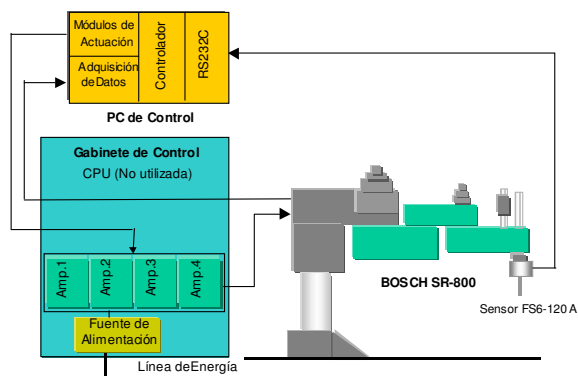 Módulos de
Actuación
Adquisición
de Datos
Controlador
RS232C
PC de Control
Gabinete de Control
CPU (No utilizada)
Amp.1
Amp.2
Amp.3
Amp.4
Fuente de
Alimentación
Línea deEnergía
BOSCH SR-800
Sensor FS6-120 A